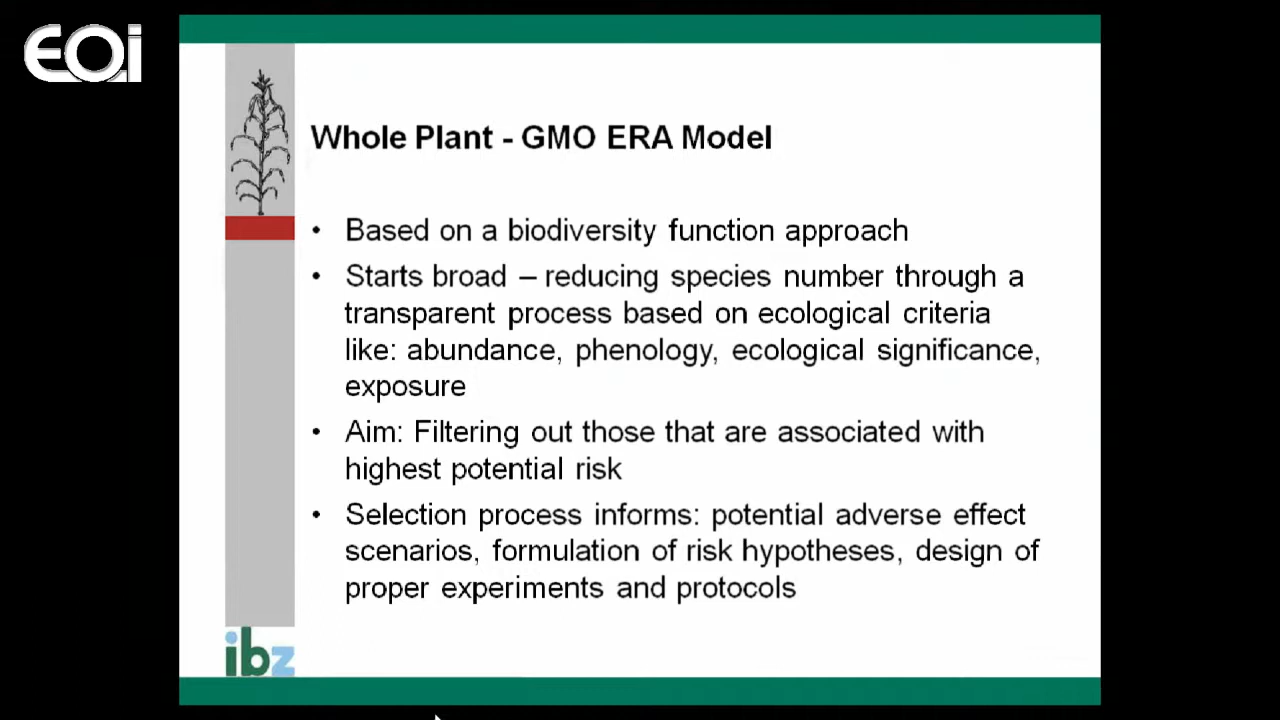 EOi
Whole Plant - GMO ERA Model
• Based on a biodiversity function approach
• Starts broad – reducing species number through a
transparent process based on ecological criteria
like: abundance, phenology, ecological significance,
exposure
• Aim: Filtering out those that are associated with
highest potential risk
• Selection process informs: potential adverse effect
scenarios, formulation of risk hypotheses, design of
proper experiments and protocols
ibz